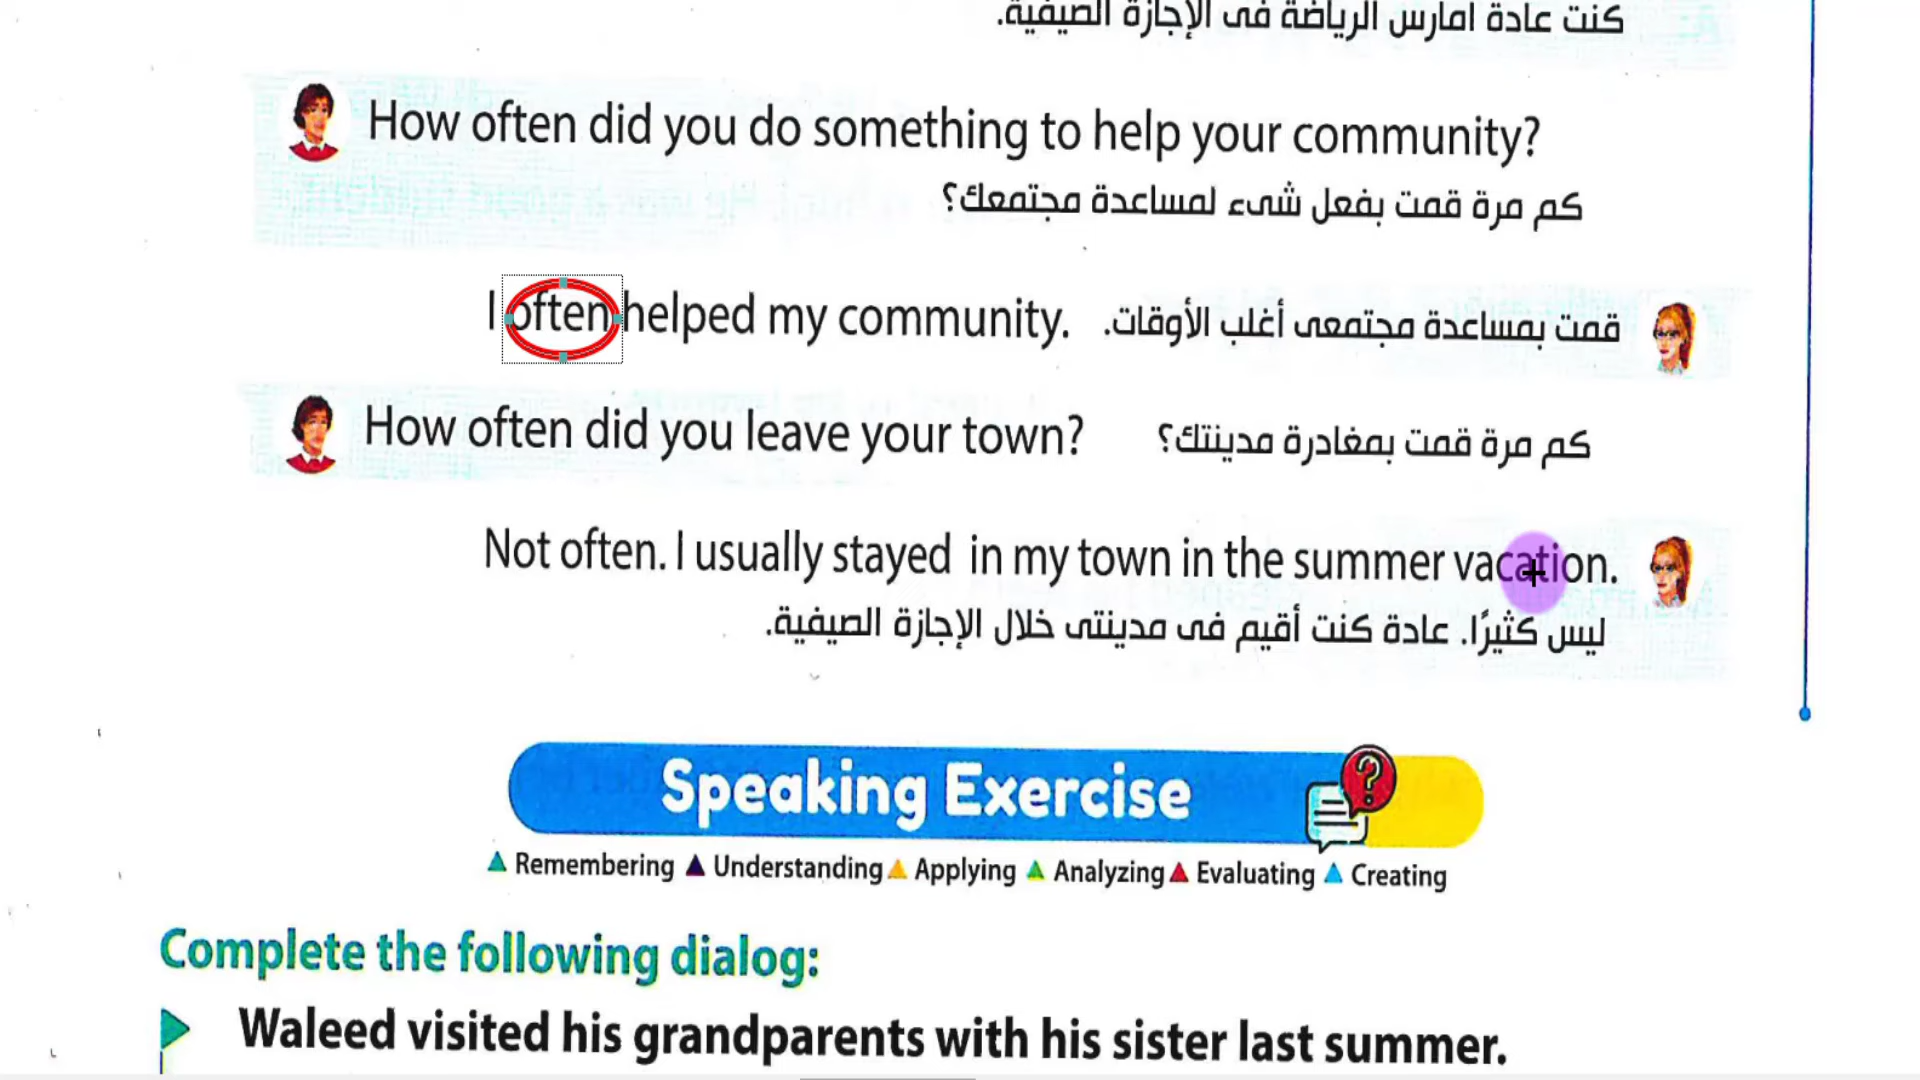 كنت عادة أمارس الرياضة فى الإجازة الصيفية.
How often did you do something to help your community?
كم مرة قمت بفعل شىء لمساعدة مجتمعك؟
I often helped my community. قمت بمساعدة مجتمعى أغلب الأوقات.
How often did you leave your town? كم مرة قمت بمغادرة مدينتك؟
Not often. I usually stayed in my town in the summer vacation.
ليس كثيرًا. عادة كنت أقيم فى مدينتى خلال الإجازة الصيفية.
Speaking Exercise
Remembering Understanding Applying Analyzing Evaluating Creating
Complete the following dialog:
Waleed visited his grandparents with his sister last summer.